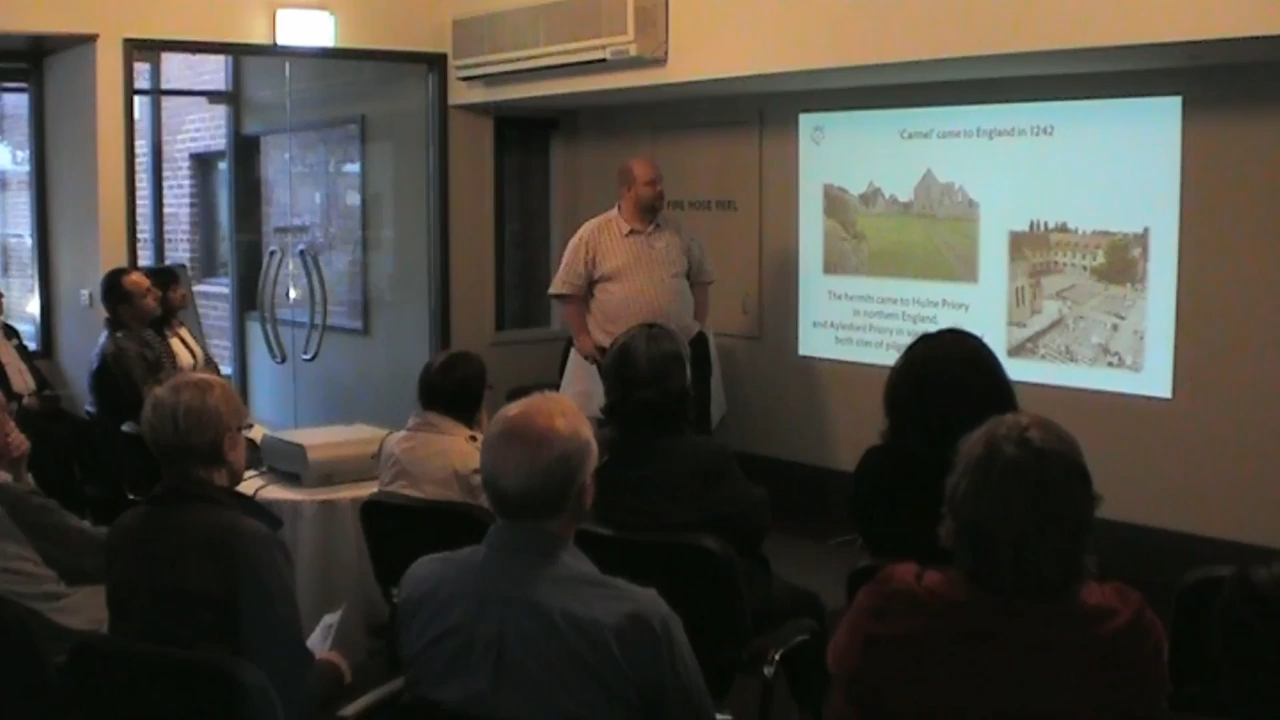 'Carmel' came to England in 1242
FIRE HOSE REEL
The hermits came to Hulne Priory
in northern England,
and Aylesford Priory in
both sites of